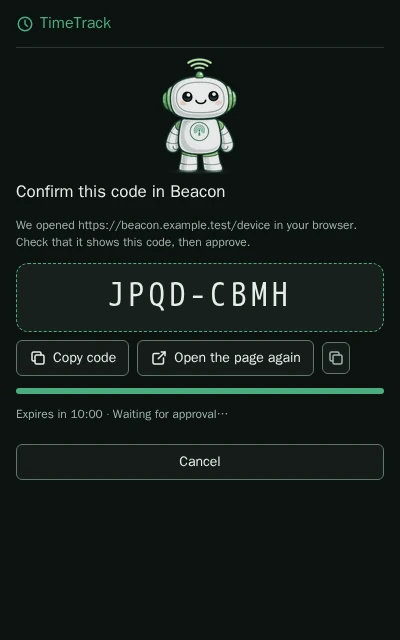 TimeTrack
Confirm this code in Beacon
We opened https://beacon.example.test/device in your browser.
Check that it shows this code, then approve.
JPQD-CBMH
Copy code
Open the page again
Expires in 10:00 · Waiting for approval···
Cancel